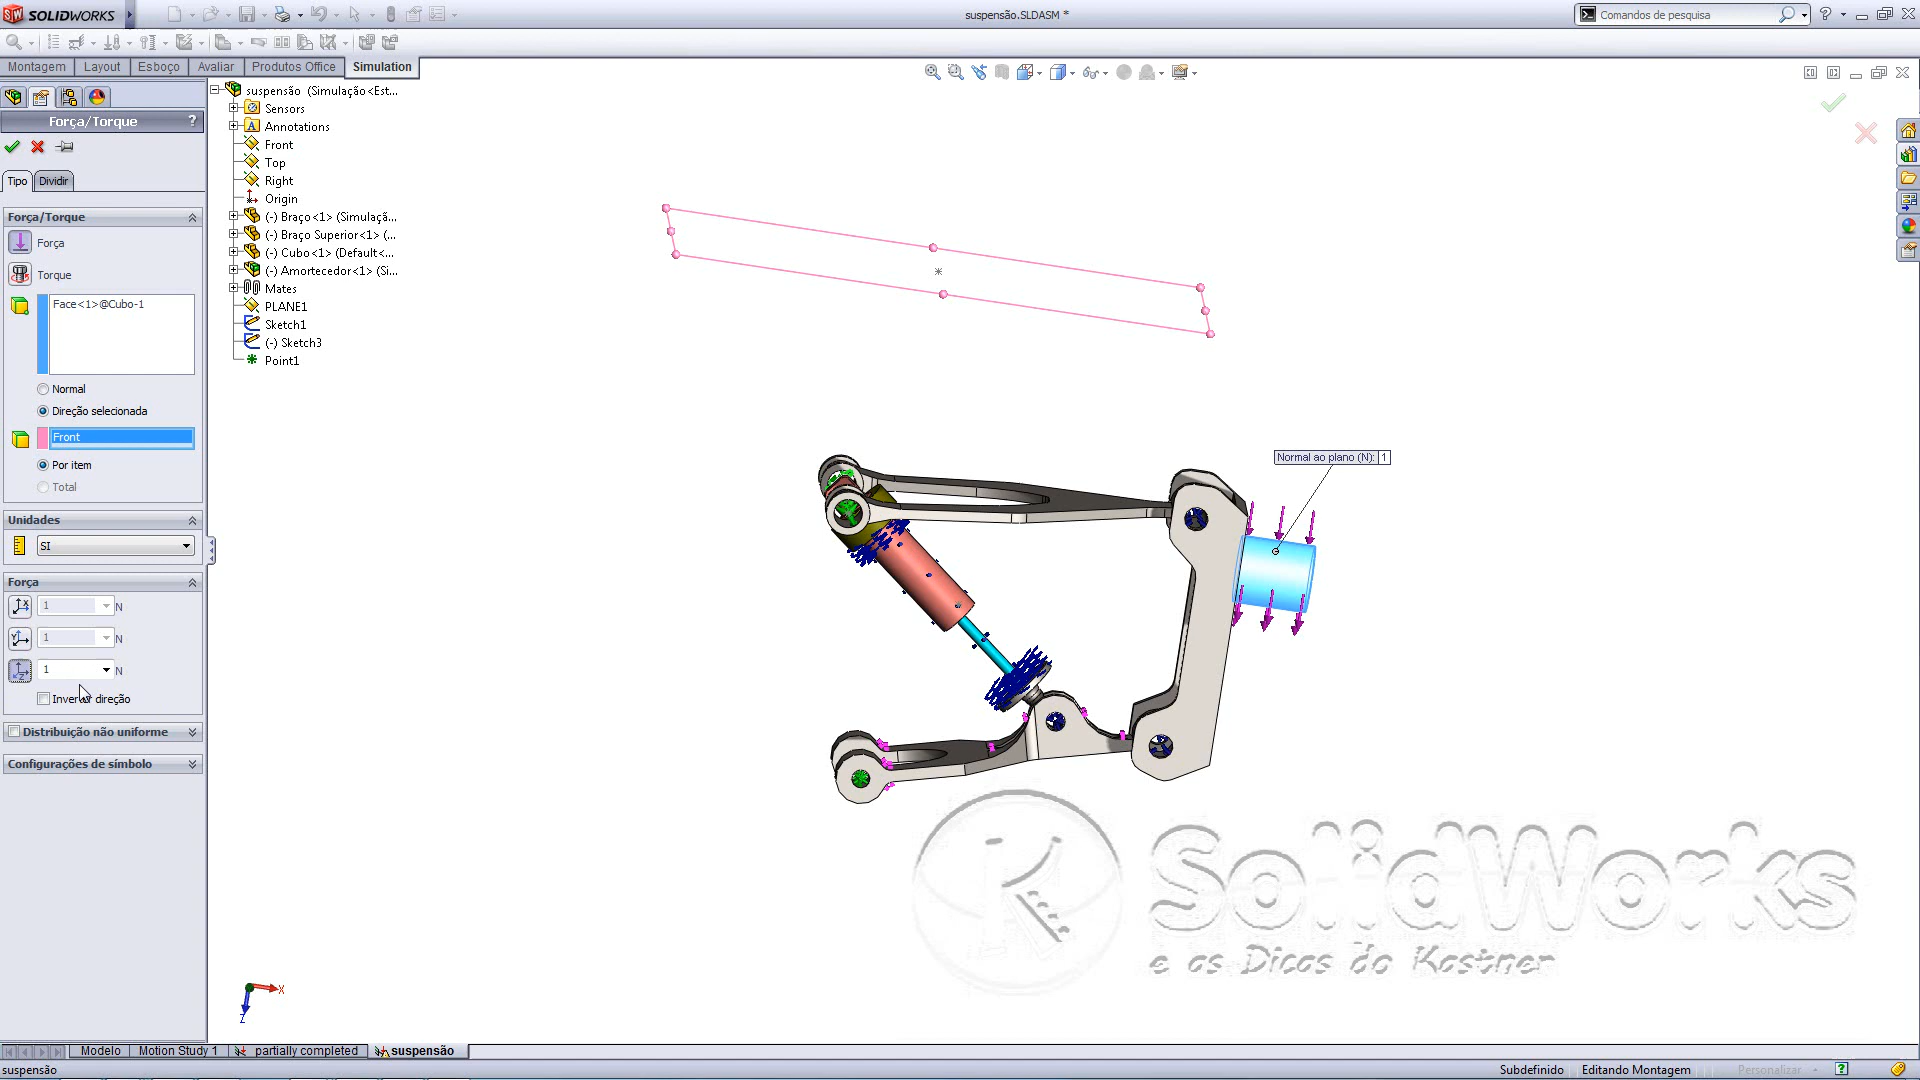 SOLIDWORKS
suspensão.SLDASM *
Comandos de pesquisa
Montagem
Layout
Esboço
Avaliar
Produtos Office
Simulation
suspensão (Simulação<Est...
Sensors
Annotations
Front
Top
Right
Origin
(-) Braço<1> (Simulaçã...
(-) Braço Superior<1> (...
(-) Cubo<1> (Default<...
(-) Amortecedor<1> (Si...
Mates
PLANE1
Sketch1
(-) Sketch3
Point1
Força/Torque
?
Tipo
Dividir
Força/Torque
Força
Torque
Face<1>@Cubo-1
Normal
Direção selecionada
Front
Por item
Total
Unidades
SI
Força
1 N
1 N
1 N
direção
Distribuição não uniforme
Configurações de símbolo
Normal ao plano (N): 1
SolidWorks
e as Dicas do Kastner
X
Z
Modelo
Motion Study 1
partially completed
suspensão
suspensão
Subdefinido
Editando Montagem
Personalizar